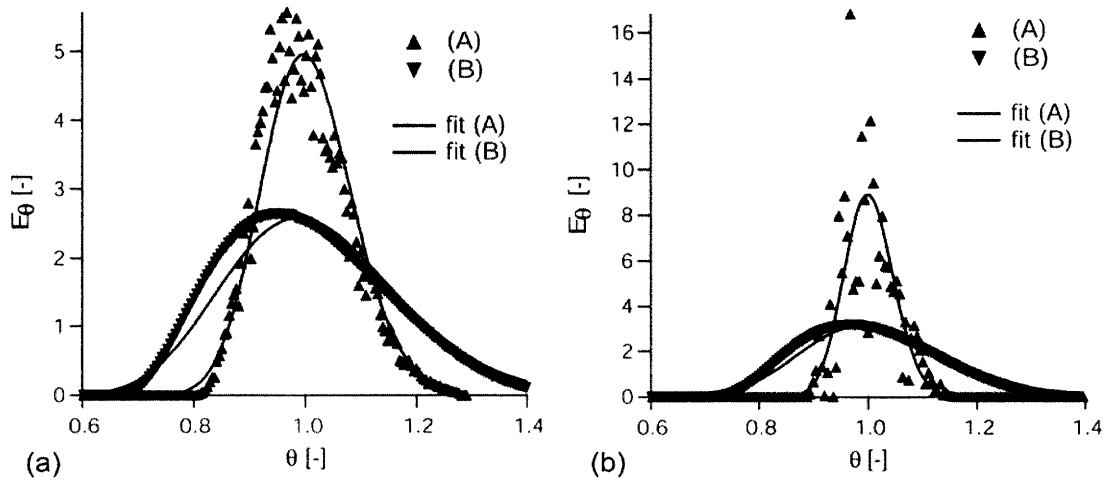 5
4
3
2
1
0
E_θ [-]
(A)
(B)
fit (A)
fit (B)
0.6 0.8 1.0 1.2 1.4
(a) θ [-]
16
14
12
10
8
6
4
2
0
E_θ [-]
(A)
(B)
fit (A)
fit (B)
0.6 0.8 1.0 1.2 1.4
(b) θ [-]